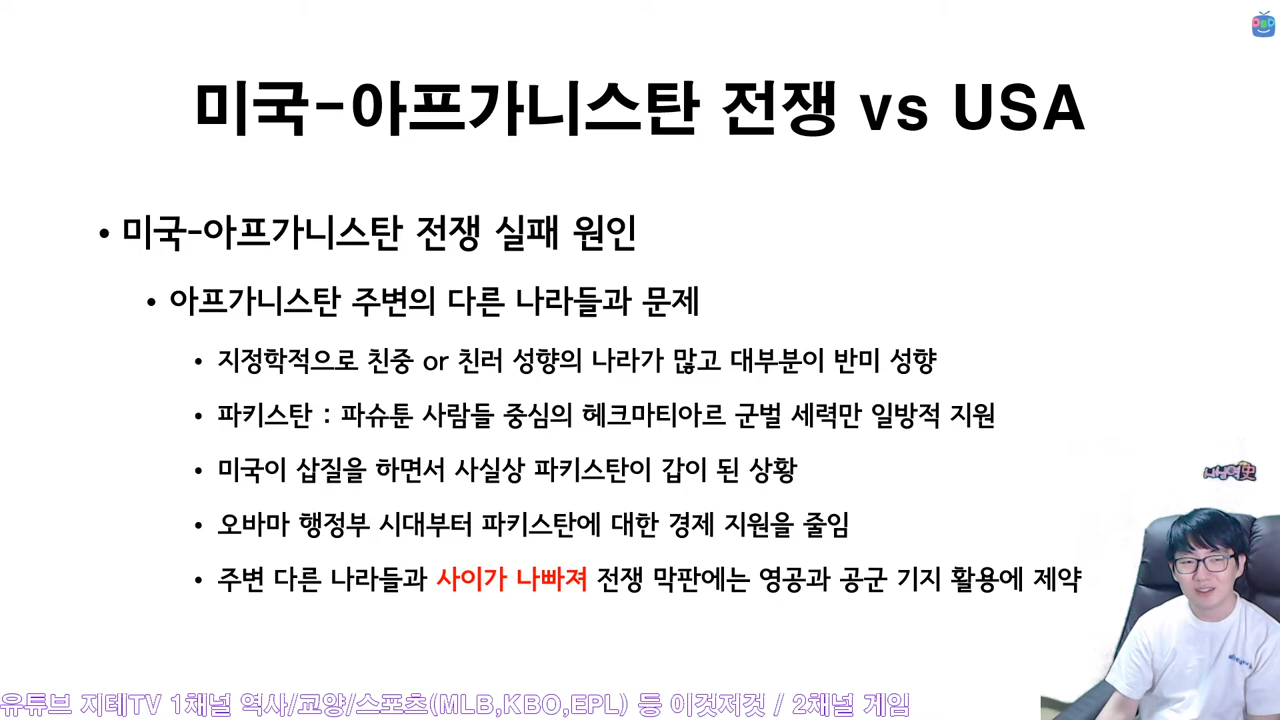 미국-아프가니스탄 전쟁 vs USA
• 미국-아프가니스탄 전쟁 실패 원인
• 아프가니스탄 주변의 다른 나라들과 문제
• 지정학적으로 친중 or 친러 성향의 나라가 많고 대부분이 반미 성향
• 파키스탄 : 파슈툰 사람들 중심의 헤크마티아르 군벌 세력만 일방적 지원
• 미국이 삽질을 하면서 사실상 파키스탄이 갑이 된 상황
• 오바마 행정부 시대부터 파키스탄에 대한 경제 지원을 줄임
• 주변 다른 나라들과 사이가 나빠져 전쟁 막판에는 영공과 공군 기지 활용에 제약
유튜브 지테TV 1채널 역사/교양/스포츠(MLB,KBO,EPL) 등 이것저것 / 2채널 게임